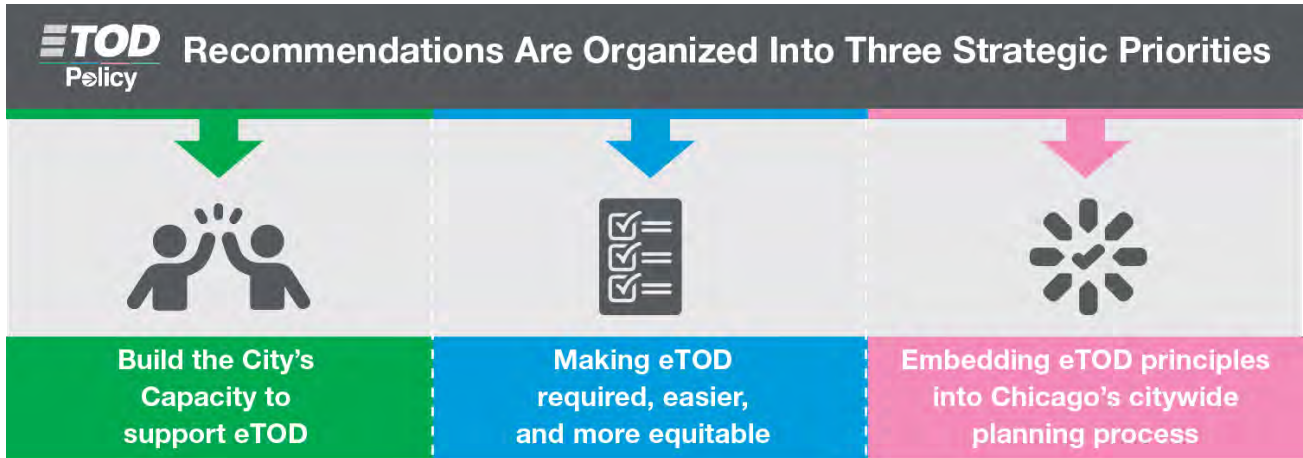 ETOD
Policy
Recommendations Are Organized Into Three Strategic Priorities
Build the City's
Capacity to
support eTOD
Making eTOD
required, easier,
and more equitable
Embedding eTOD principles
into Chicago's citywide
planning process